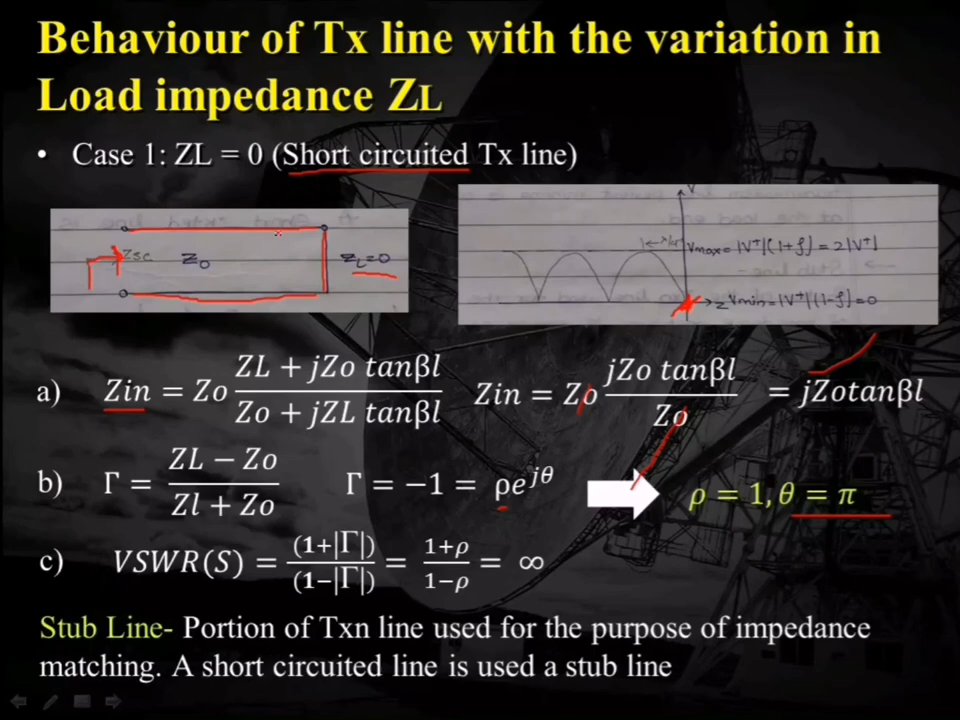 Behaviour of Tx line with the variation in
Load impedance ZL
• Case 1: ZL = 0 (Short circuited Tx line)
Zsc Zo ZL=0
V
Vmax = |V⁺|(1+ρ) = 2|V⁺|
→z Vmin = |V⁺|(1-ρ) = 0
a) Zin = Zo (ZL + jZo tanβl)/(Zo + jZL tanβl) Zin = Zo (jZo tanβl)/Zo = jZotanβl
b) Γ = (ZL − Zo)/(Zl + Zo) Γ = −1 = ρe^{jθ} ρ = 1, θ = π
c) VSWR(S) = (1+|Γ|)/(1−|Γ|) = (1+ρ)/(1−ρ) = ∞
Stub Line- Portion of Txn line used for the purpose of impedance
matching. A short circuited line is used a stub line